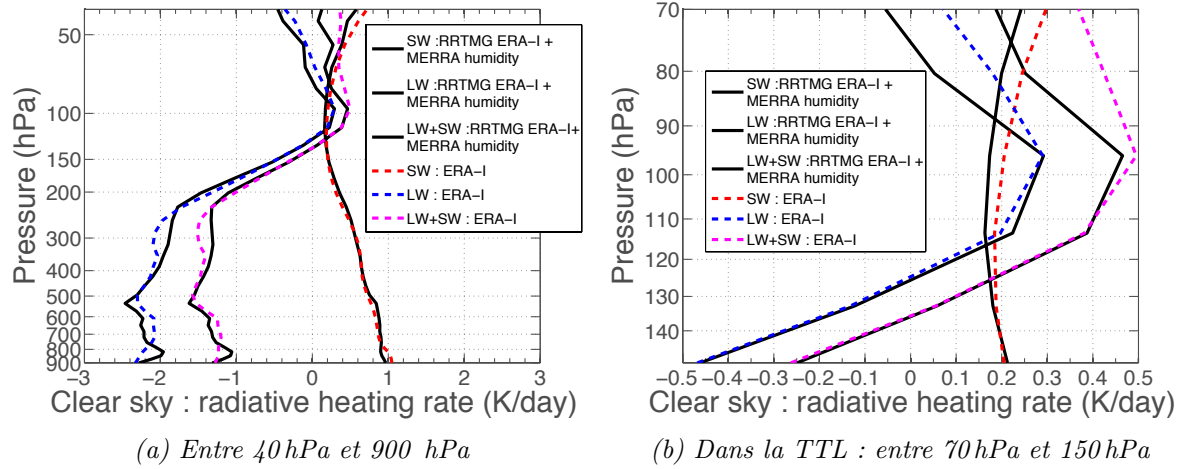 50
100
150
200
300
400
500
600
700
800
900
Pressure (hPa)
−3
−2
−1
0
1
2
3
Clear sky : radiative heating rate (K/day)
SW :RRTMG ERA−I +
MERRA humidity
LW :RRTMG ERA−I +
MERRA humidity
LW+SW :RRTMG ERA−I+
MERRA humidity
SW : ERA−I
LW : ERA−I
LW+SW : ERA−I
(a) Entre 40 hPa et 900 hPa
70
80
90
100
110
120
130
140
Pressure (hPa)
−0.5
−0.4
−0.3
−0.2
−0.1
0
0.1
0.2
0.3
0.4
0.5
Clear sky : radiative heating rate (K/day)
SW :RRTMG ERA−I +
MERRA humidity
LW :RRTMG ERA−I +
MERRA humidity
LW+SW :RRTMG ERA−I +
MERRA humidity
SW : ERA−I
LW : ERA−I
LW+SW : ERA−I
(b) Dans la TTL : entre 70 hPa et 150 hPa